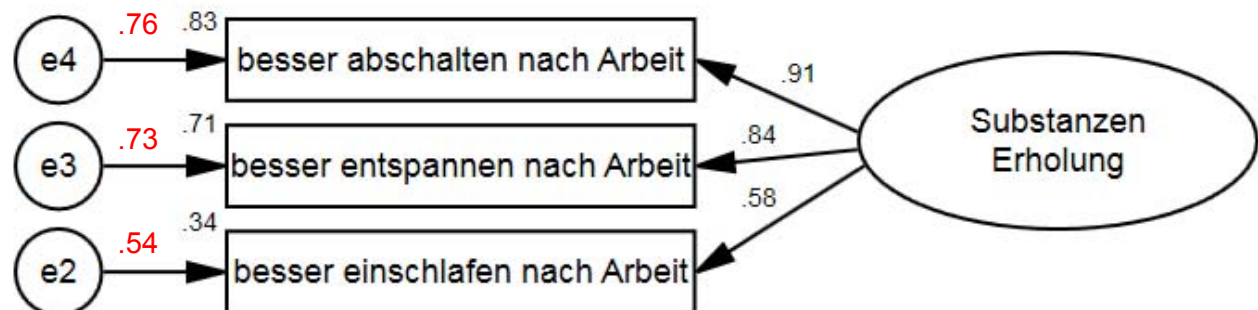 .76
.83
e4
besser abschalten nach Arbeit
.91
.73
.71
e3
besser entspannen nach Arbeit
.84
Substanzen
Erholung
.54
.34
e2
besser einschlafen nach Arbeit
.58